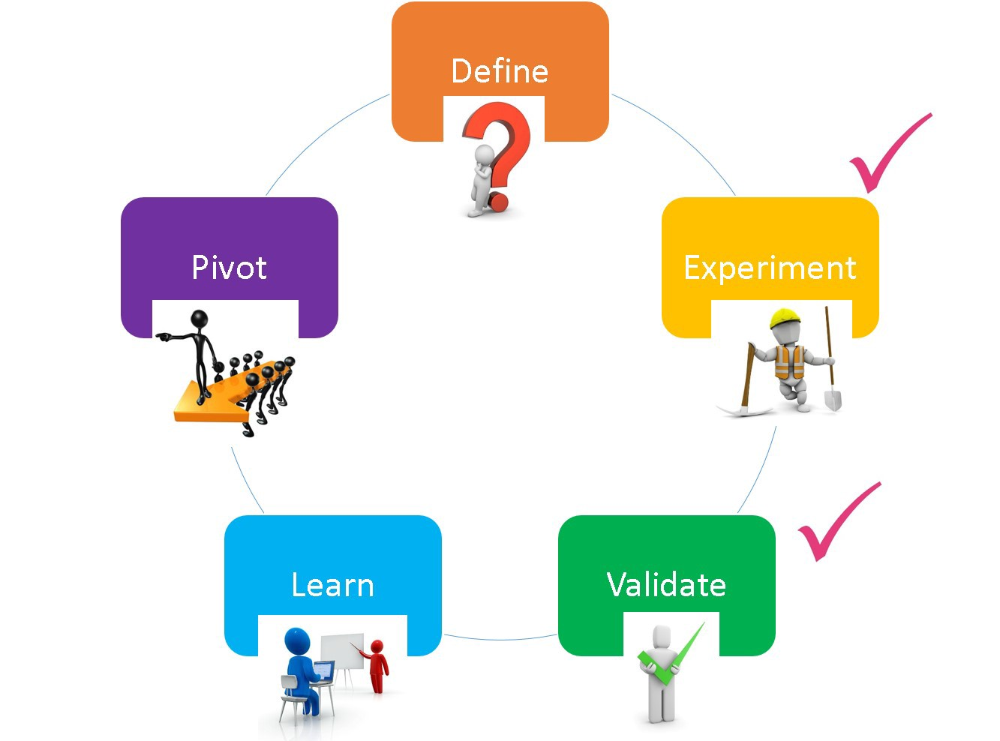 Define
Pivot
Experiment
Learn
Validate